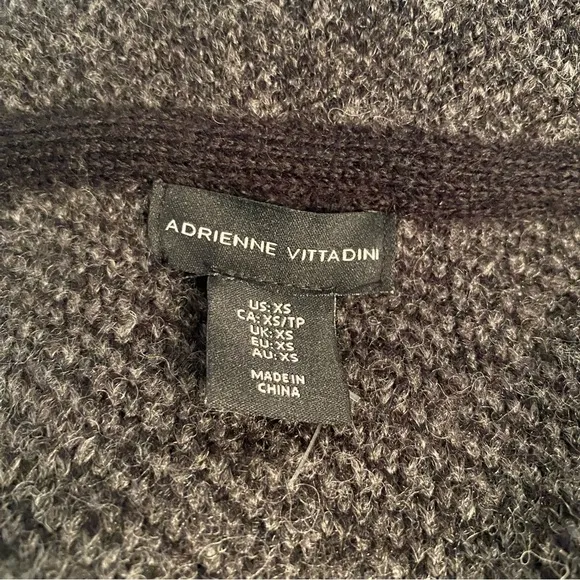 ADRIENNE VITTADINI
US: XS
CA: XS/TP
UK: XS
EU: XS
AU: XS
MADE IN
CHINA